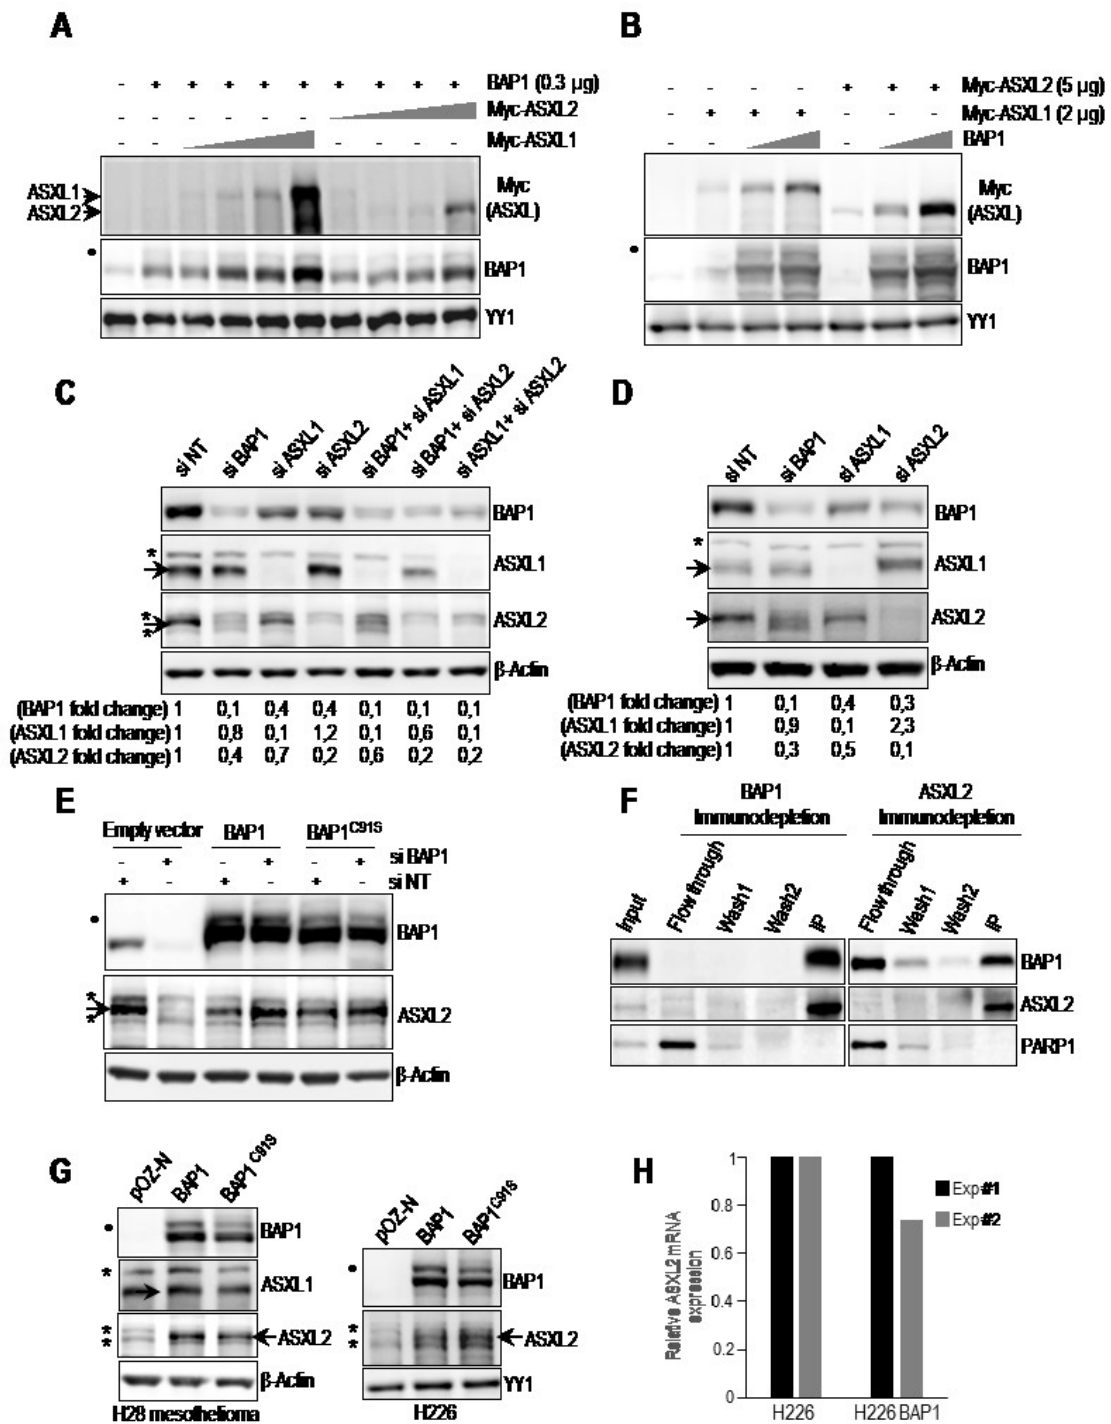 A
- + + + + + + + + + BAP1 (0.3 µg)
- - Myc-ASXL2
- - - - - - Myc-ASXL1
ASXL1
ASXL2
Myc
(ASXL)
BAP1
YY1
B
- - - - + + + Myc-ASXL2 (5 µg)
- + + + - - - Myc-ASXL1 (2 µg)
- - - BAP1
Myc
(ASXL)
BAP1
YY1
C
si NT
si BAP1
si ASXL1
si ASXL2
si BAP1+ si ASXL1
si BAP1+ si ASXL2
si ASXL1+ si ASXL2
BAP1
* ASXL1
* ASXL2
*
β-Actin
(BAP1 fold change) 1 0,1 0,4 0,4 0,1 0,1 0,1
(ASXL1 fold change) 1 0,8 0,1 1,2 0,1 0,6 0,1
(ASXL2 fold change) 1 0,4 0,7 0,2 0,6 0,2 0,2
D
si NT
si BAP1
si ASXL1
si ASXL2
BAP1
* ASXL1
ASXL2
β-Actin
(BAP1 fold change) 1 0,1 0,4 0,3
(ASXL1 fold change) 1 0,9 0,1 2,3
(ASXL2 fold change) 1 0,3 0,5 0,1
E
Empty vector BAP1 BAP1C91S
- + - + - + si BAP1
+ - + - + - si NT
BAP1
* ASXL2
*
β-Actin
F
BAP1
Immunodepletion
ASXL2
Immunodepletion
Input
Flowthrough
Wash1
Wash2
IP
Flowthrough
Wash1
Wash2
IP
BAP1
ASXL2
PARP1
G
pOZ-N
BAP1
BAP1 C91S
BAP1
* ASXL1
* ASXL2
*
β-Actin
H28 mesothelioma
pOZ-N
BAP1
BAP1C91S
BAP1
* ASXL2
*
YY1
H226
H
Relative ASXL2 mRNA
expression
1
0.8
0.6
0.4
0.2
0
H226 H226 BAP1
Exp#1
Exp#2